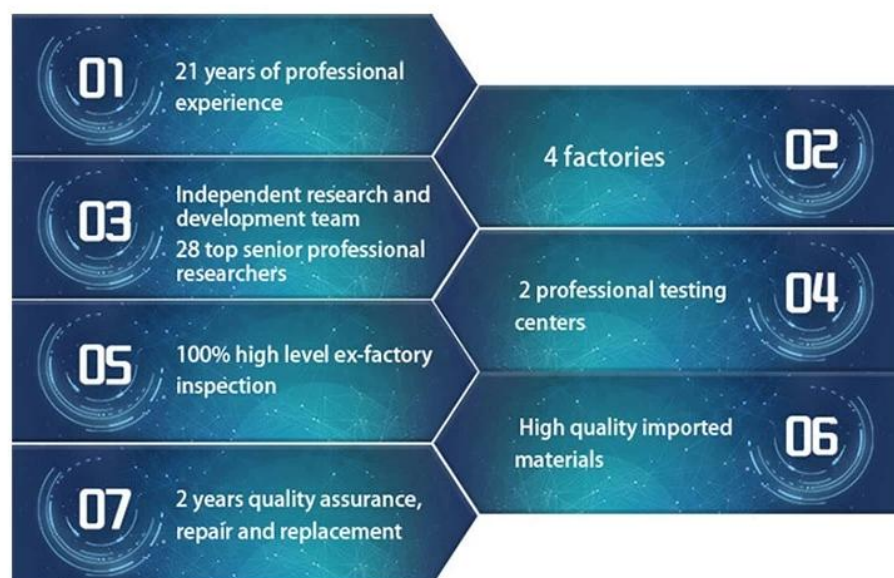 01
21 years of professional
experience
02
4 factories
03
Independent research and
development team
28 top senior professional
researchers
04
2 professional testing
centers
05
100% high level ex-factory
inspection
06
High quality imported
materials
07
2 years quality assurance,
repair and replacement